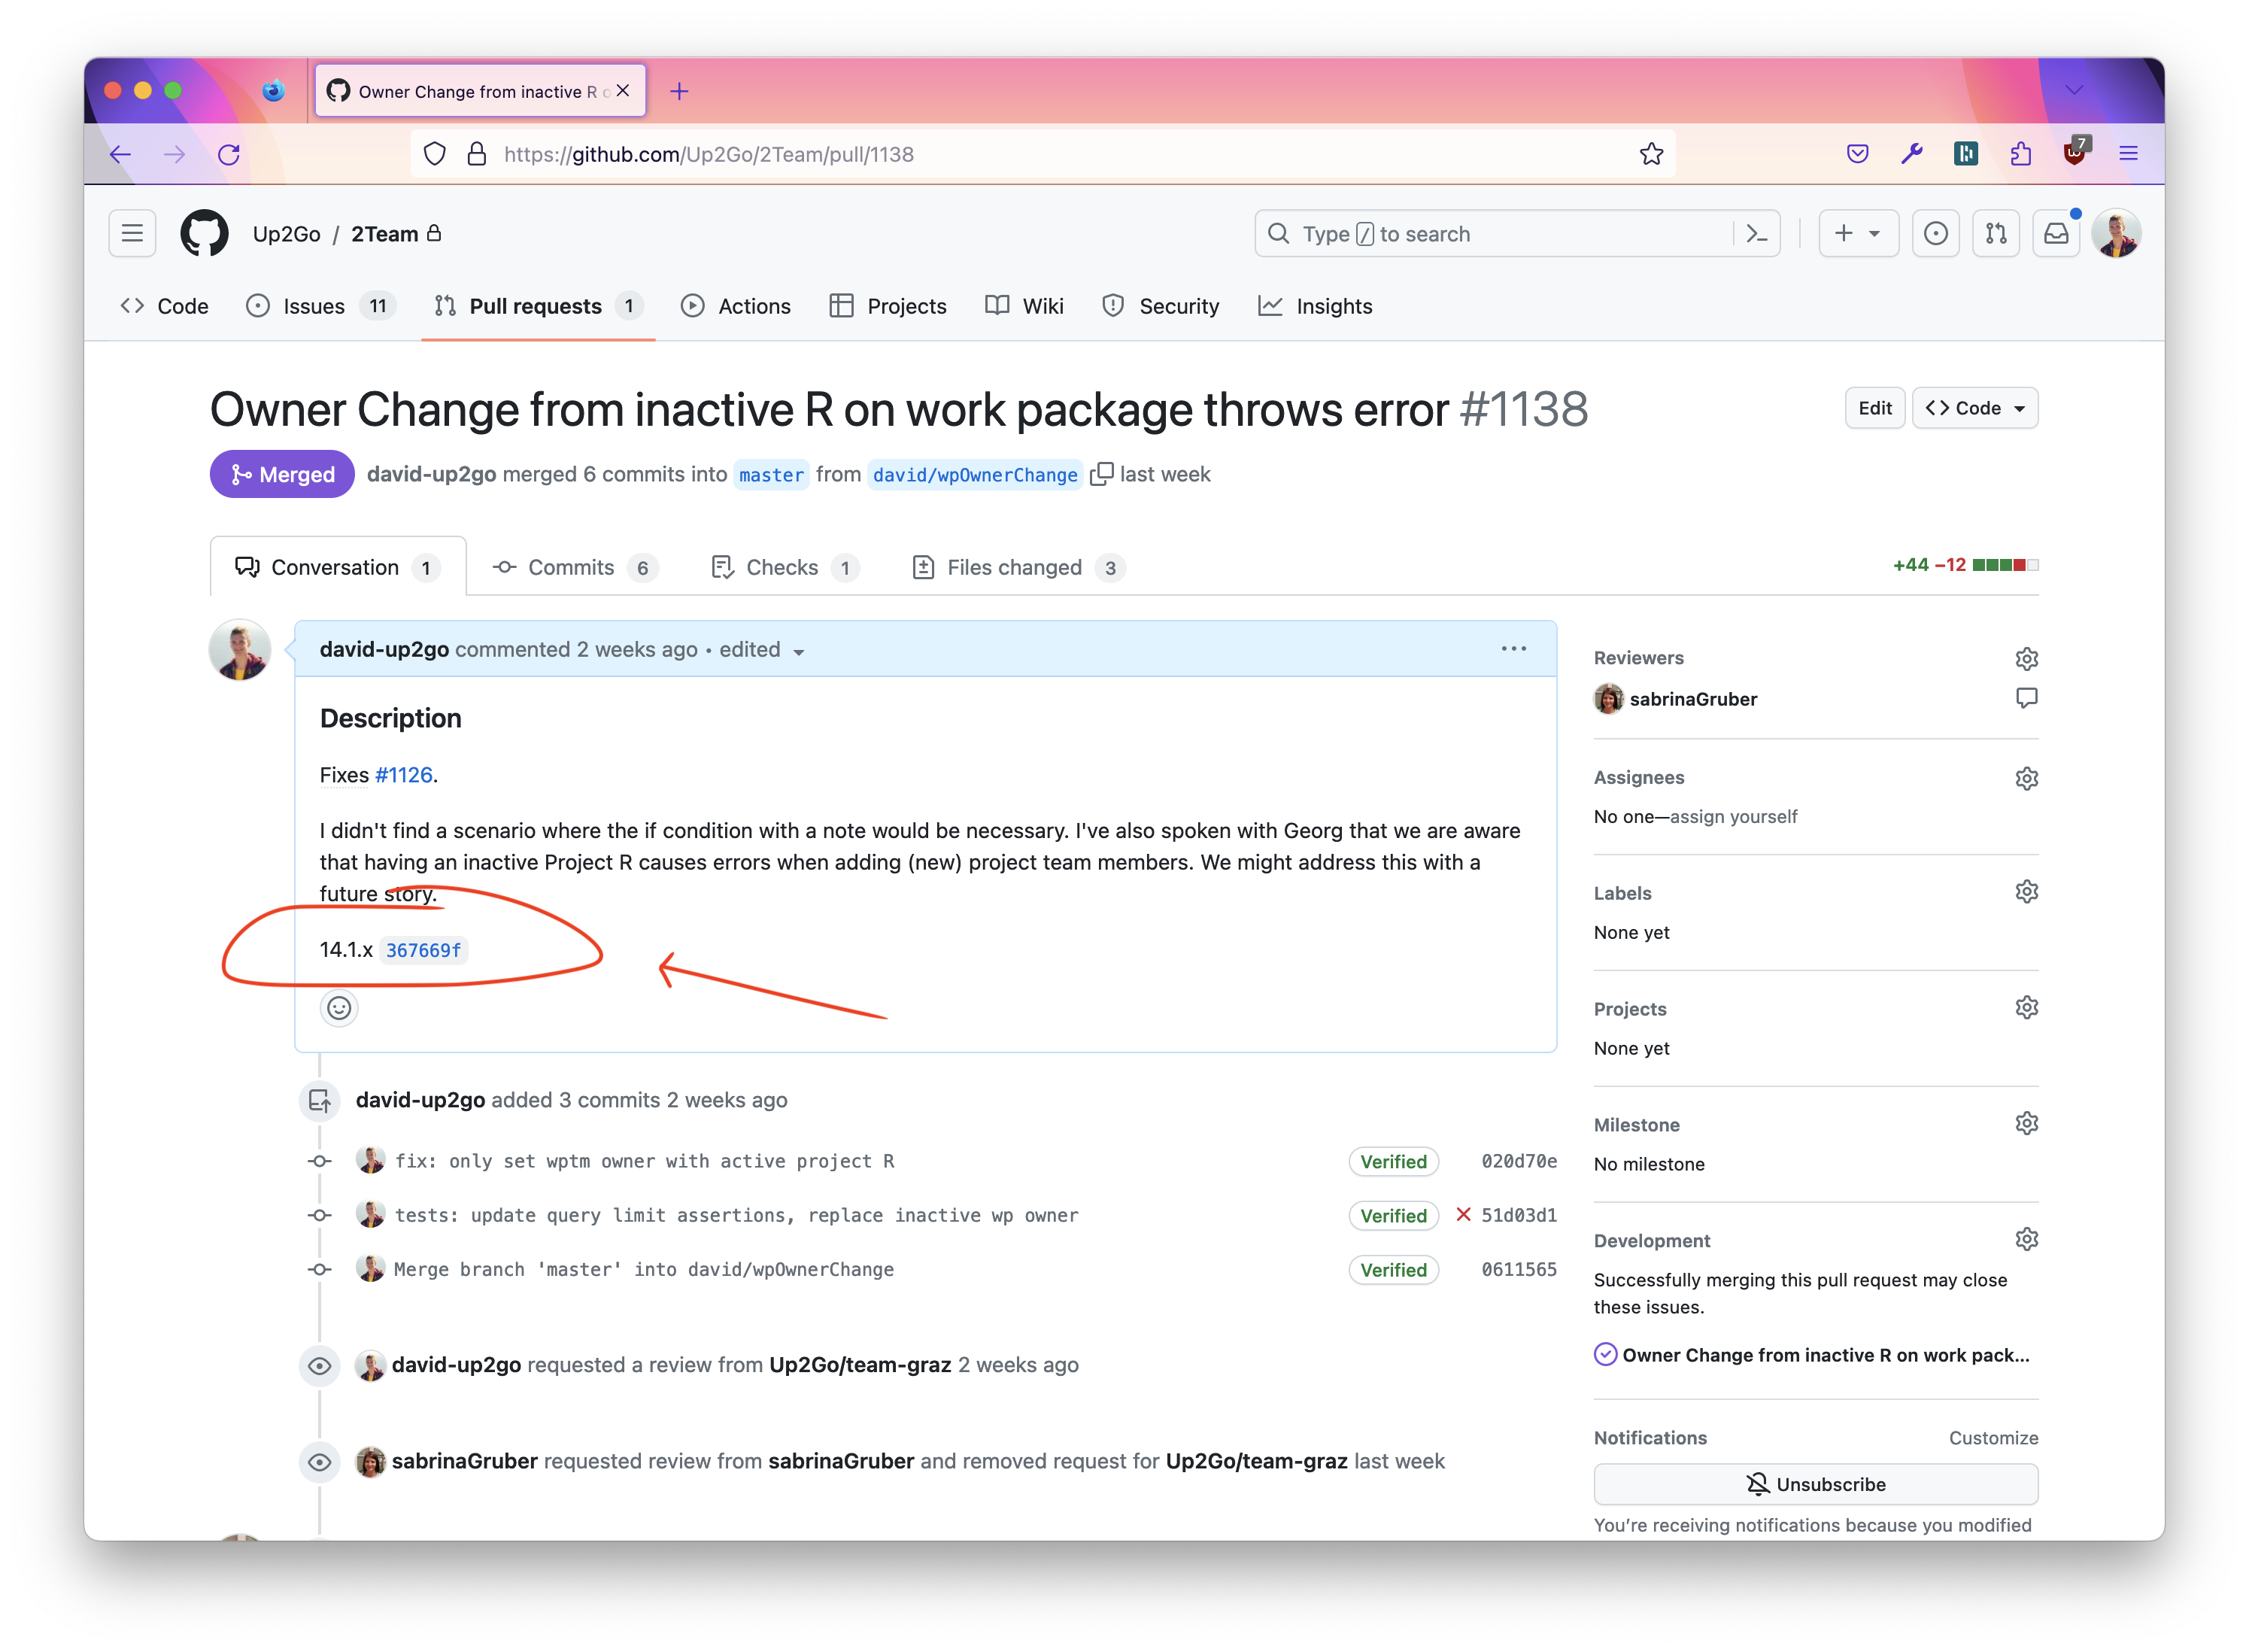 Owner Change from inactive R o
https://github.com/Up2Go/2Team/pull/1138
7
Up2Go / 2Team
Type / to search
Code
Issues 11
Pull requests 1
Actions
Projects
Wiki
Security
Insights
Owner Change from inactive R on work package throws error #1138
Edit
Code
Merged
david-up2go merged 6 commits into master from david/wpOwnerChange last week
Conversation 1
Commits 6
Checks 1
Files changed 3
+44 −12
david-up2go commented 2 weeks ago • edited
Description
Fixes #1126.
I didn't find a scenario where the if condition with a note would be necessary. I've also spoken with Georg that we are aware
that having an inactive Project R causes errors when adding (new) project team members. We might address this with a
future story.
14.1.x 367669f
david-up2go added 3 commits 2 weeks ago
fix: only set wptm owner with active project R
Verified
020d70e
tests: update query limit assertions, replace inactive wp owner
Verified
51d03d1
Merge branch 'master' into david/wpOwnerChange
Verified
0611565
david-up2go requested a review from Up2Go/team-graz 2 weeks ago
sabrinaGruber requested review from sabrinaGruber and removed request for Up2Go/team-graz last week
Reviewers
sabrinaGruber
Assignees
No one—assign yourself
Labels
None yet
Projects
None yet
Milestone
No milestone
Development
Successfully merging this pull request may close
these issues.
Owner Change from inactive R on work pack...
Notifications
Customize
Unsubscribe
You're receiving notifications because you modified